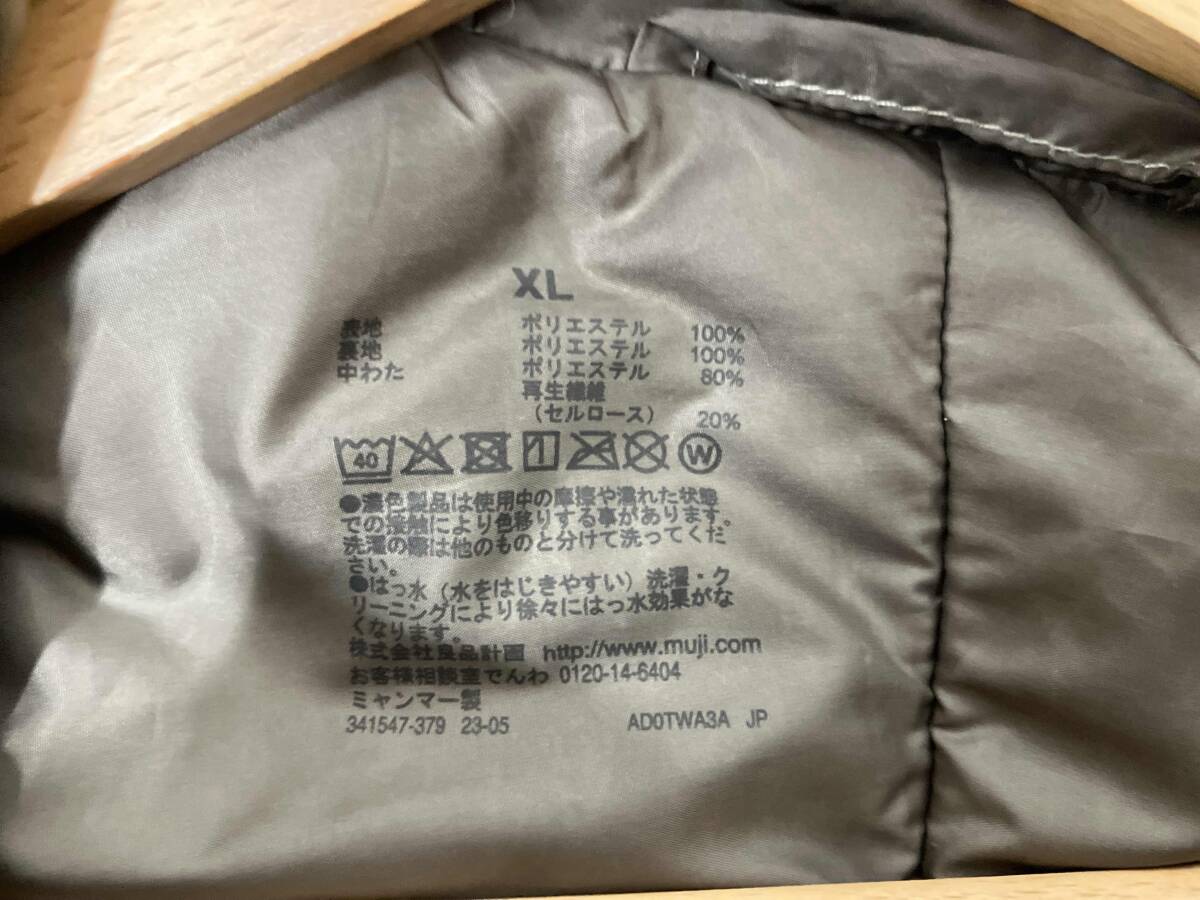 XL
表地 ポリエステル 100%
裏地 ポリエステル 100%
中わた ポリエステル 80%
再生繊維
(セルロース) 20%
40 W
●濃色製品は使用中の摩擦や濡れた状態
での接触により色移りする事があります。
洗濯の際は他のものと分けて洗ってくだ
さい。
●はっ水（水をはじきやすい）洗濯・ク
リーニングにより徐々にはっ水効果がな
くなります。
株式会社良品計画 http://www.muji.com
お客様相談室でんわ 0120-14-6404
ミャンマー製
341547-379 23-05 AD0TWA3A JP